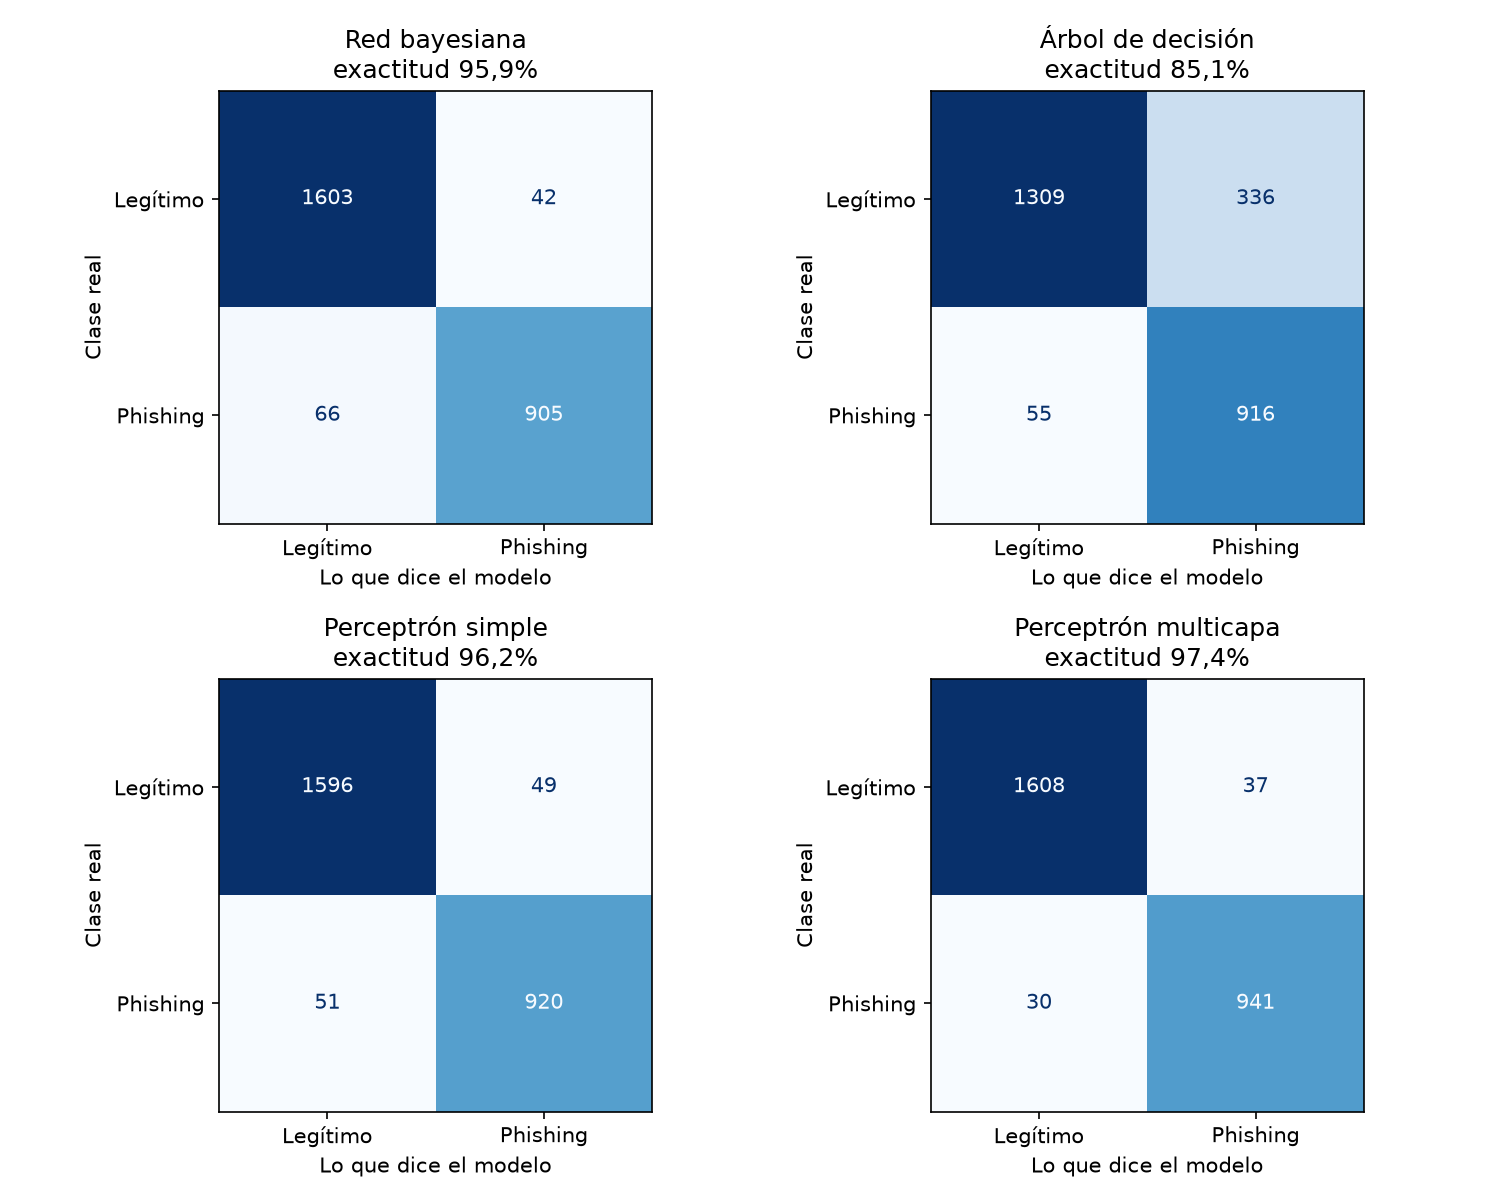 Red bayesiana
exactitud 95,9%
Clase real
Legítimo
1603
42
Phishing
66
905
Legítimo
Phishing
Lo que dice el modelo
Árbol de decisión
exactitud 85,1%
Clase real
Legítimo
1309
336
Phishing
55
916
Legítimo
Phishing
Lo que dice el modelo
Perceptrón simple
exactitud 96,2%
Clase real
Legítimo
1596
49
Phishing
51
920
Legítimo
Phishing
Lo que dice el modelo
Perceptrón multicapa
exactitud 97,4%
Clase real
Legítimo
1608
37
Phishing
30
941
Legítimo
Phishing
Lo que dice el modelo